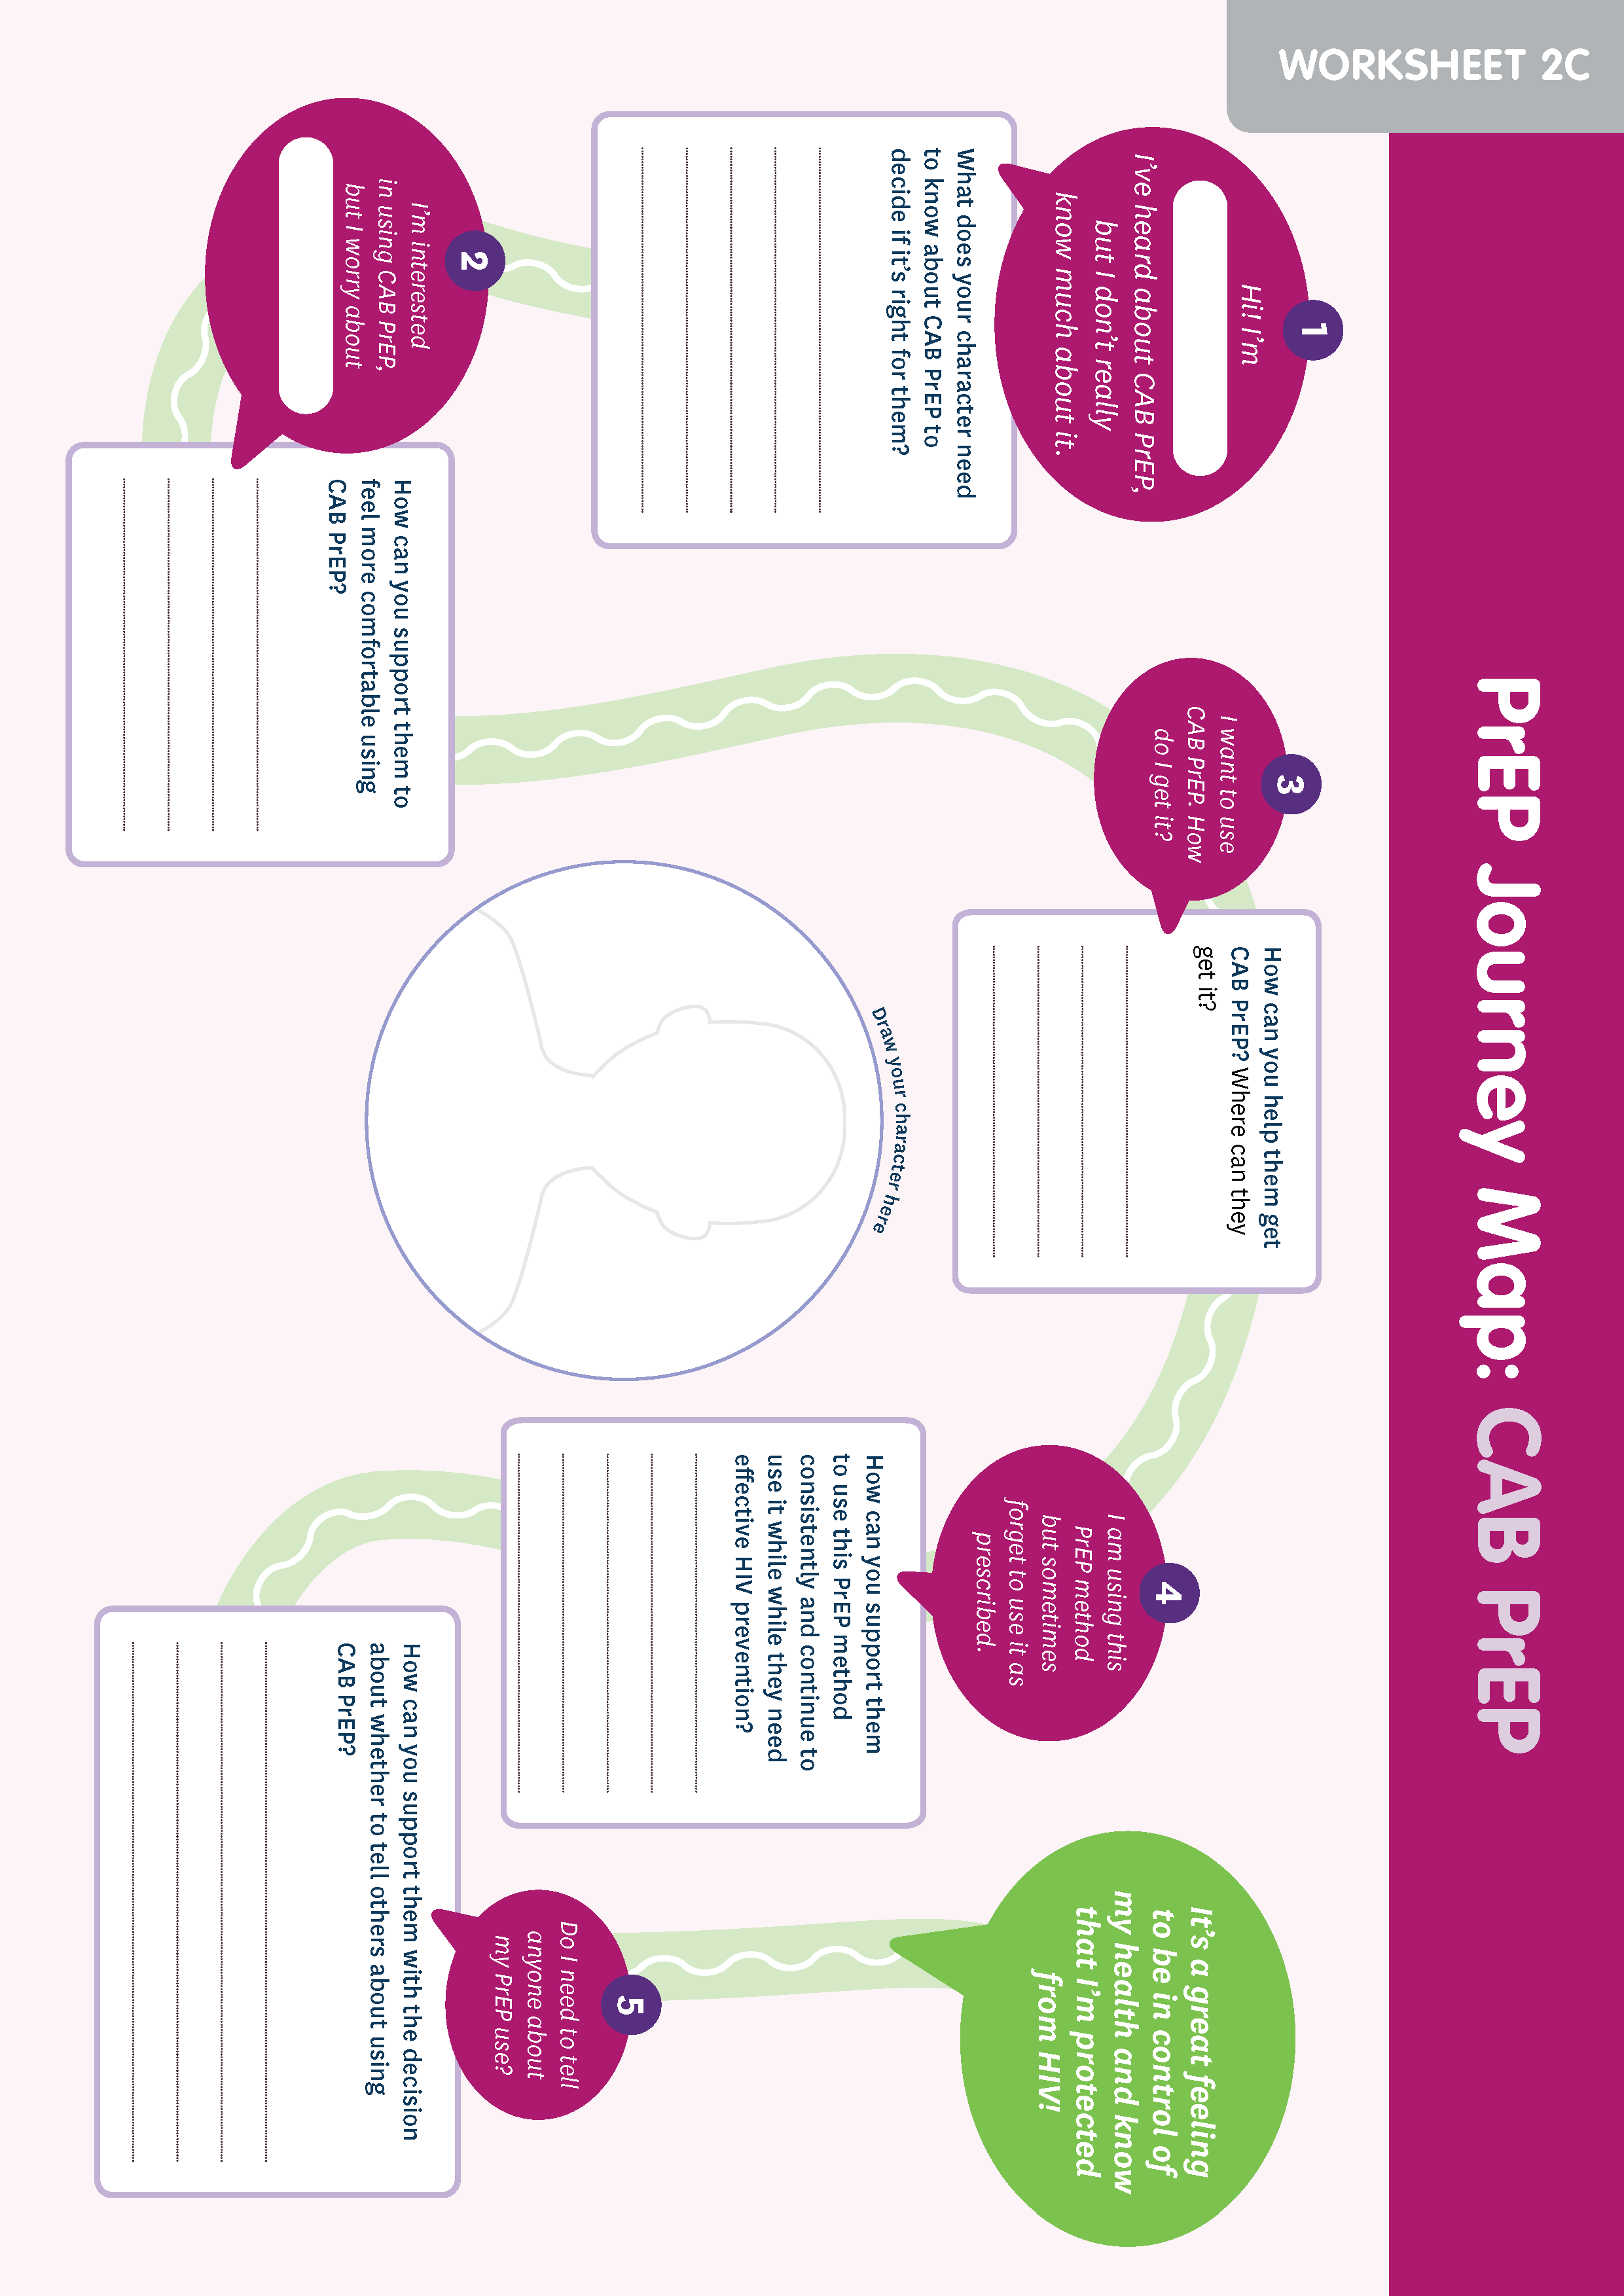 WORKSHEET 2C
PrEP Journey Map: CAB PrEP
1
Hi! I'm
I've heard about CAB PrEP,
but I don't really
know much about it.
What does your character need
to know about CAB PrEP to
decide if it's right for them?
2
I'm interested
in using CAB PrEP,
but I worry about
How can you support them to
feel more comfortable using
CAB PrEP?
3
I want to use
CAB PrEP. How
do I get it?
How can you help them get
CAB PrEP? Where can they
get it?
Draw your character here
4
I am using this
PrEP method
but sometimes
forget to use it as
prescribed.
How can you support them
to use this PrEP method
consistently and continue to
use it while while they need
effective HIV prevention?
5
Do I need to tell
anyone about
my PrEP use?
How can you support them with the decision
about whether to tell others about using
CAB PrEP?
It's a great feeling
to be in control of
my health and know
that I'm protected
from HIV!